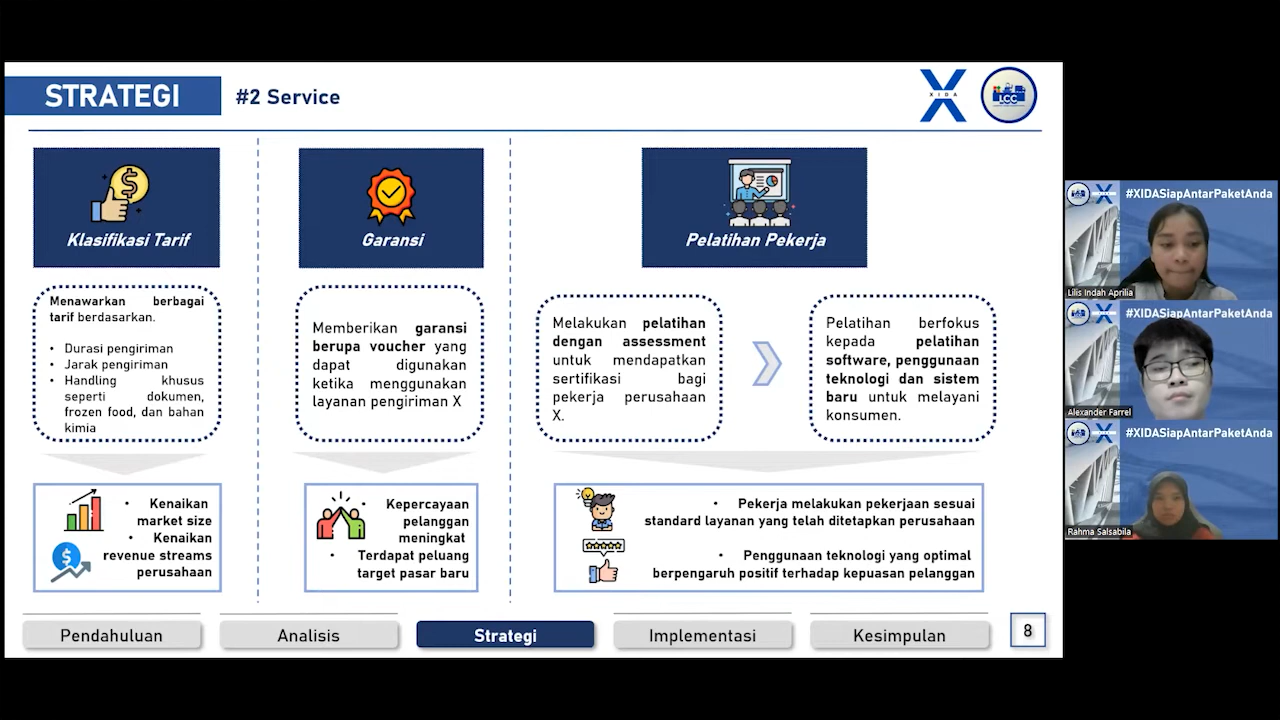 STRATEGI
#2 Service
XIDA
LCC
Klasifikasi Tarif
Garansi
Pelatihan Pekerja
Menawarkan berbagai
tarif berdasarkan.
• Durasi pengiriman
• Jarak pengiriman
• Handling khusus
seperti dokumen,
frozen food, dan bahan
kimia
Memberikan garansi
berupa voucher yang
dapat digunakan
ketika menggunakan
layanan pengiriman X
Melakukan pelatihan
dengan assessment
untuk mendapatkan
sertifikasi bagi
pekerja perusahaan
X.
Pelatihan berfokus
kepada pelatihan
software, penggunaan
teknologi dan sistem
baru untuk melayani
konsumen.
• Kenaikan
market size
• Kenaikan
revenue streams
perusahaan
• Kepercayaan
pelanggan
meningkat
• Terdapat peluang
target pasar baru
• Pekerja melakukan pekerjaan sesuai
standard layanan yang telah ditetapkan perusahaan
• Penggunaan teknologi yang optimal
berpengaruh positif terhadap kepuasan pelanggan
Pendahuluan
Analisis
Strategi
Implementasi
Kesimpulan
8
#XIDASiapAntarPaketAnda
Lilis Indah Aprilia
#XIDASiapAntarPaketAnda
Alexander Farrel
#XIDASiapAntarPaketAnda
Rahma Salsabila